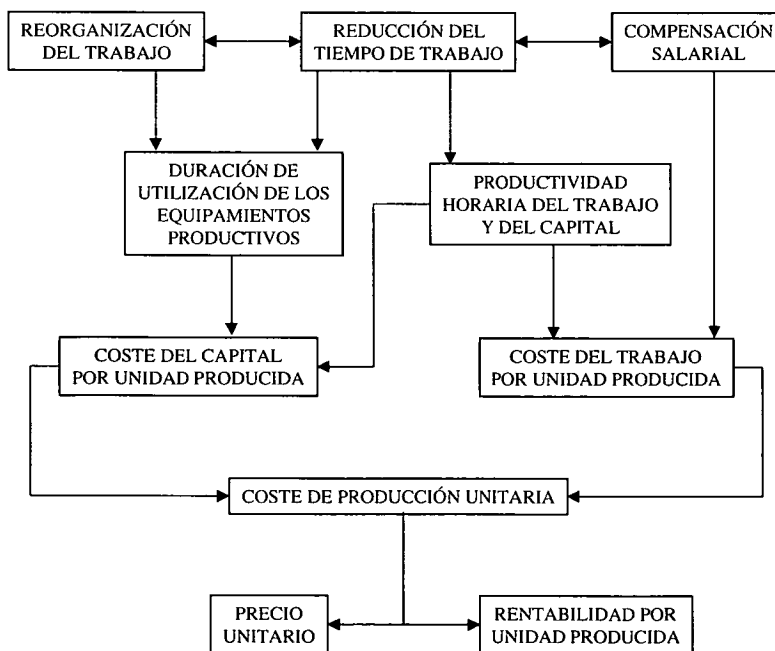 REORGANIZACIÓN
DEL TRABAJO
REDUCCIÓN DEL
TIEMPO DE TRABAJO
COMPENSACIÓN
SALARIAL
DURACIÓN DE
UTILIZACIÓN DE LOS
EQUIPAMIENTOS
PRODUCTIVOS
PRODUCTIVIDAD
HORARIA DEL TRABAJO
Y DEL CAPITAL
COSTE DEL CAPITAL
POR UNIDAD PRODUCIDA
COSTE DEL TRABAJO
POR UNIDAD PRODUCIDA
COSTE DE PRODUCCIÓN UNITARIA
PRECIO
UNITARIO
RENTABILIDAD POR
UNIDAD PRODUCIDA